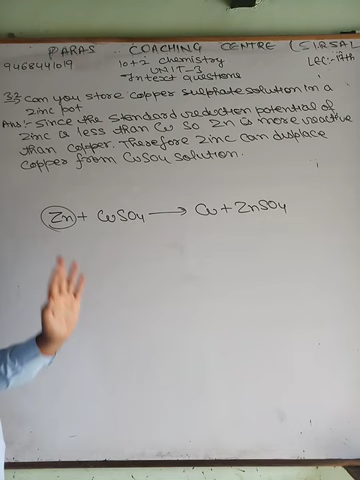 PARAS COACHING CENTRE (SIRSA)
9468441019 10+2 chemistry LEC:-17th
UNIT-3
Intext questions
3.2 Can you store copper sulphate solution in a
zinc pot
Ans:- Since the standard reduction potential of
zinc is less than Cu so Zn is more reactive
than copper. Therefore zinc can displace
copper from CuSO4 solution.
Zn + CuSO4 → Cu + ZnSO4